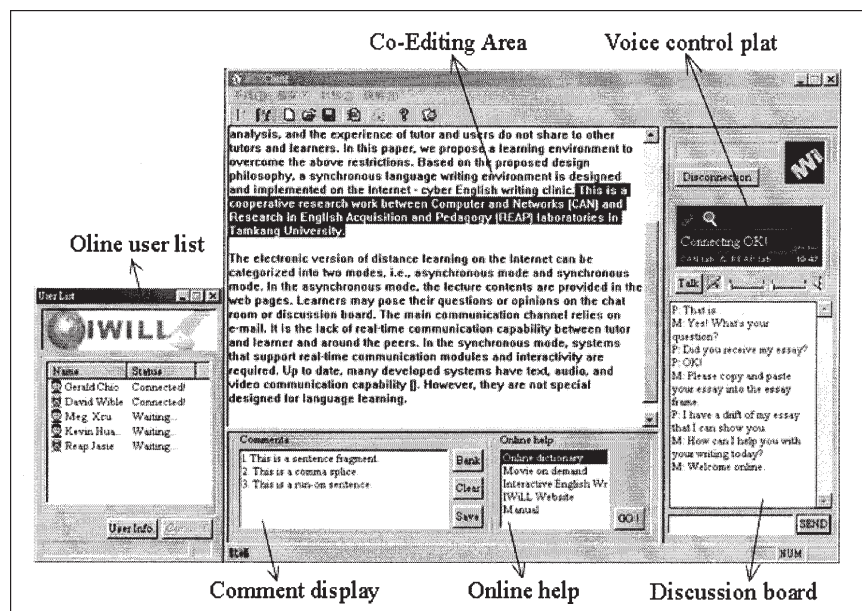 Co-Editing Area
Voice control plat
Oline user list
analysis, and the experience of tutor and users do not share to other
tutors and learners. In this paper, we propose a learning environment to
overcome the above restrictions. Based on the proposed design
philosophy, a synchronous language writing environment is designed
and implemented on the Internet - cyber English writing clinic. This is a
cooperative research work between Computer and Networks (CAN) and
Research in English Acquisition and Pedagogy (REAP) laboratories in
Tamkang University.
The electronic version of distance learning on the Internet can be
categorized into two modes, i.e., asynchronous mode and synchronous
mode. In the asynchronous mode, the lecture contents are provided in the
web pages. Learners may pose their questions or opinions on the chat
room or discussion board. The main communication channel relies on
e-mail. It is the lack of real-time communication capability between tutor
and learner and around the peers. In the synchronous mode, systems
that support real-time communication modules and interactivity are
required. Up to date, many developed systems have text, audio, and
video communication capability []. However, they are not special
designed for language learning.
User List
IWILL
Name Status
Gerald Chio Connected!
David Wible Connected!
Meg. Xcu Waiting...
Kevin Hua... Waiting...
Reap Jasie Waiting...
User Info.
Comments
1. This is a sentence fragment.
2. This is a comma splice.
3. This is a run-on sentence.
Bank
Clear
Save
Online help
Online dictionary
Movie on demand
Interactive English Wr
IWiLL Website
Manual
GO!
Disconnection
Wi
Connecting OK!
CAN Lab. & REAP Lab.
10:47
Talk
P: That is
M: Yes! What's your
question?
P: Did you receive my essay?
P: OK!
M: Please copy and paste
your essay into the essay
frame.
P: I have a draft of my essay
that I can show you.
M: How can I help you with
your writing today?
M: Welcome online.
SEND
NUM
Comment display
Online help
Discussion board